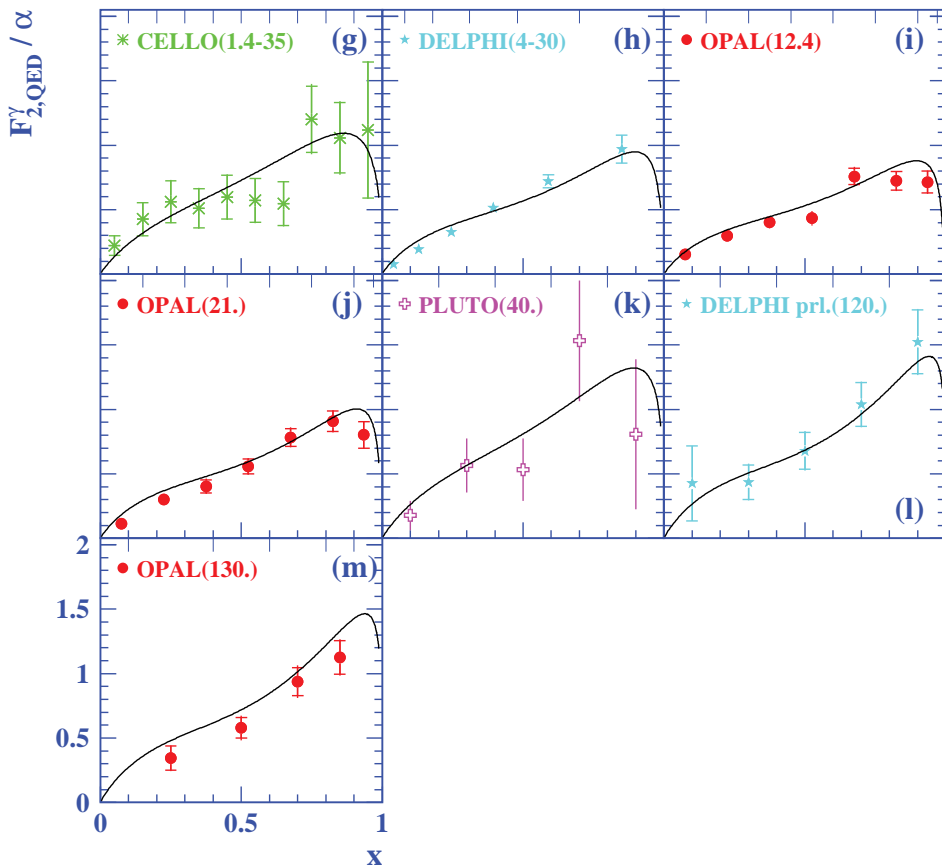 F^γ_2,QED / α
CELLO(1.4-35) (g)
DELPHI(4-30) (h)
OPAL(12.4) (i)
OPAL(21.) (j)
PLUTO(40.) (k)
DELPHI prl.(120.)
(l)
2
OPAL(130.) (m)
1.5
1
0.5
0
0 0.5 1
x